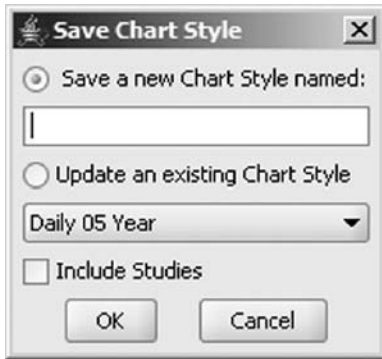 Save Chart Style
Save a new Chart Style named:
Update an existing Chart Style
Daily 05 Year
Include Studies
OK Cancel